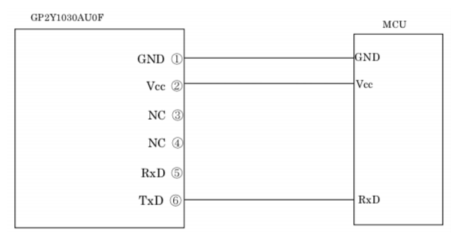 GP2Y1030AU0F
MCU
GND ① GND
Vcc ② Vcc
NC ③
NC ④
RxD ⑤
TxD ⑥ RxD